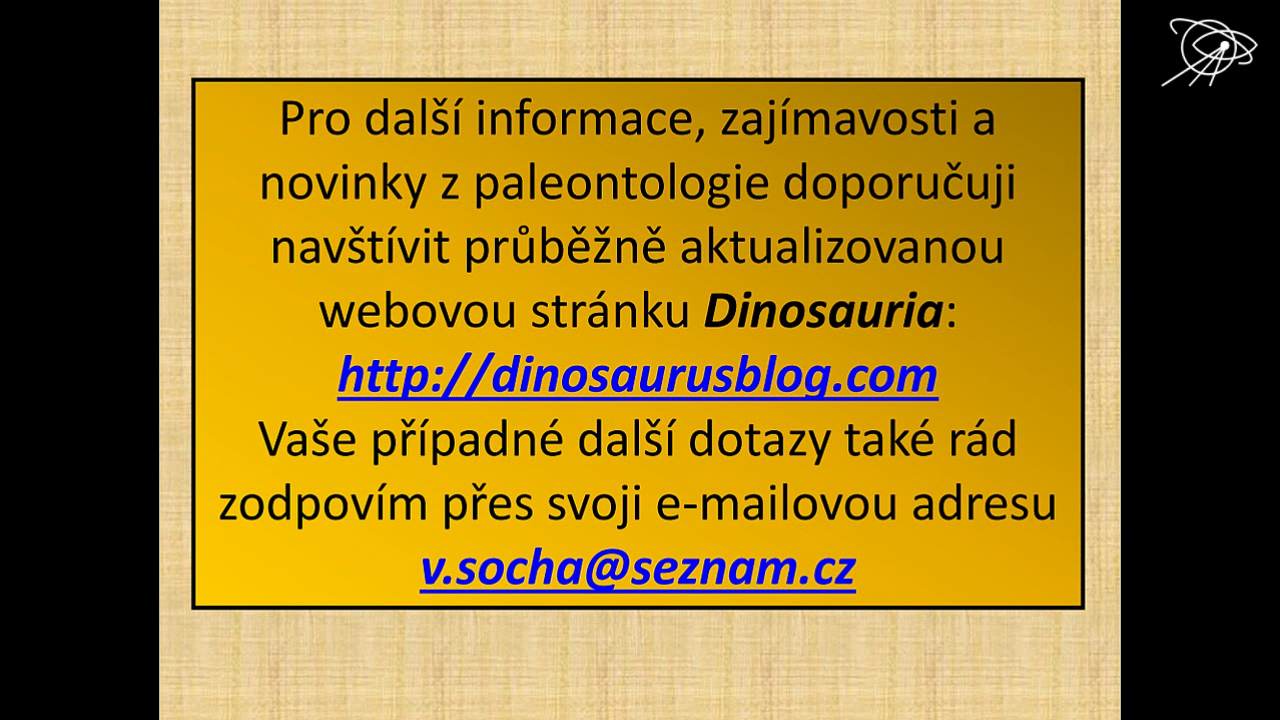 Pro další informace, zajímavosti a
novinky z paleontologie doporučuji
navštívit průběžně aktualizovanou
webovou stránku Dinosauria:
http://dinosaurusblog.com
Vaše případné další dotazy také rád
zodpovím přes svoji e-mailovou adresu
v.socha@seznam.cz